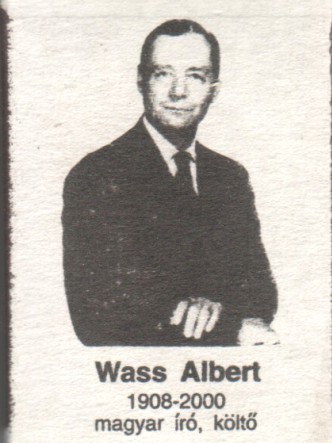 Wass Albert
1908-2000
magyar író, költő